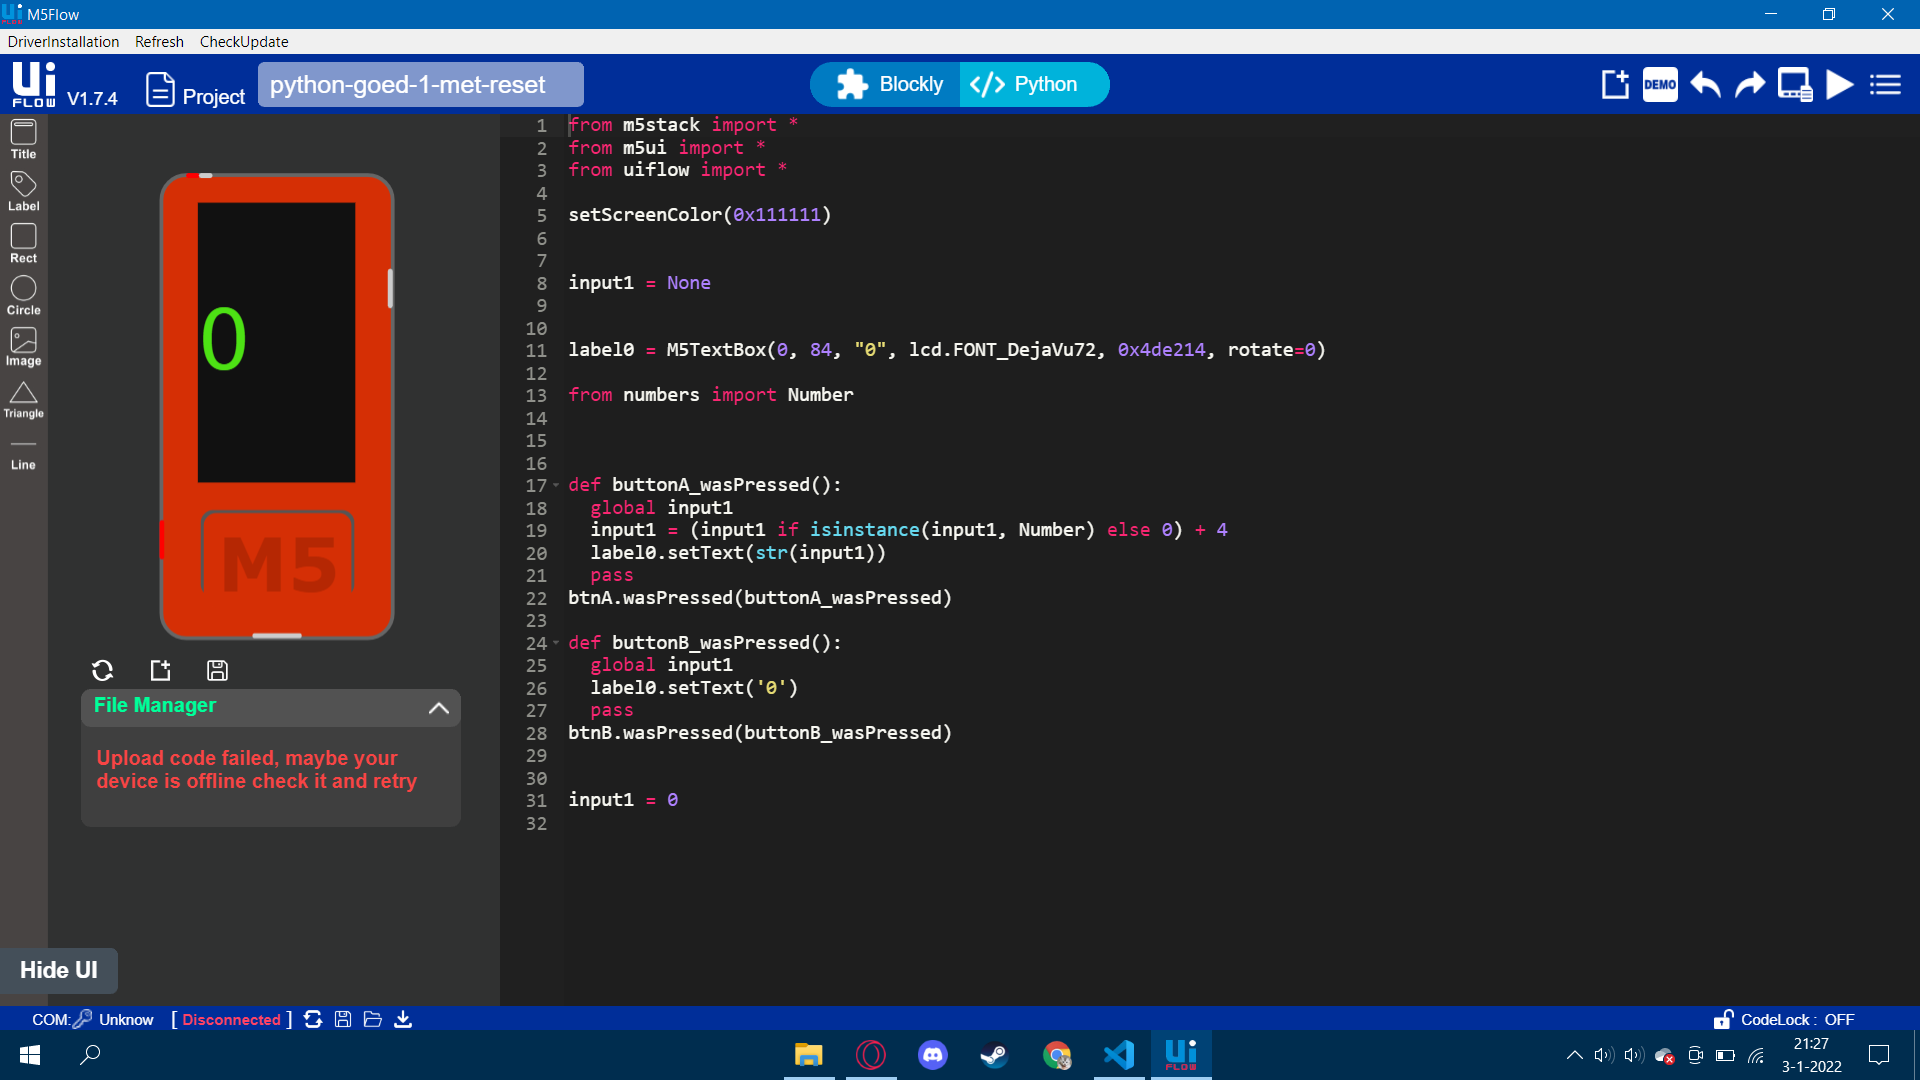 M5Flow
DriverInstallation Refresh CheckUpdate
Ui FLOW V1.7.4 Project python-goed-1-met-reset Blockly </> Python DEMO
Title
Label
Rect
Circle
Image
Triangle
Line
0
M5
File Manager
Upload code failed, maybe your
device is offline check it and retry
Hide UI
1 from m5stack import *
2 from m5ui import *
3 from uiflow import *
4
5 setScreenColor(0x111111)
6
7
8 input1 = None
9
10
11 label0 = M5TextBox(0, 84, "0", lcd.FONT_DejaVu72, 0x4de214, rotate=0)
12
13 from numbers import Number
14
15
16
17 def buttonA_wasPressed():
18   global input1
19   input1 = (input1 if isinstance(input1, Number) else 0) + 4
20   label0.setText(str(input1))
21   pass
22 btnA.wasPressed(buttonA_wasPressed)
23
24 def buttonB_wasPressed():
25   global input1
26   label0.setText('0')
27   pass
28 btnB.wasPressed(buttonB_wasPressed)
29
30
31 input1 = 0
32
COM: Unknow [ Disconnected ] CodeLock : OFF
Ui FLOW
21:27
3-1-2022